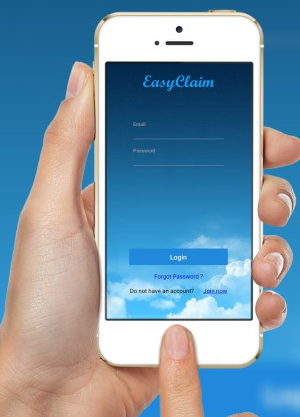 EasyClaim
Email
Password
Login
Forgot Password ?
Do not have an account? Join now